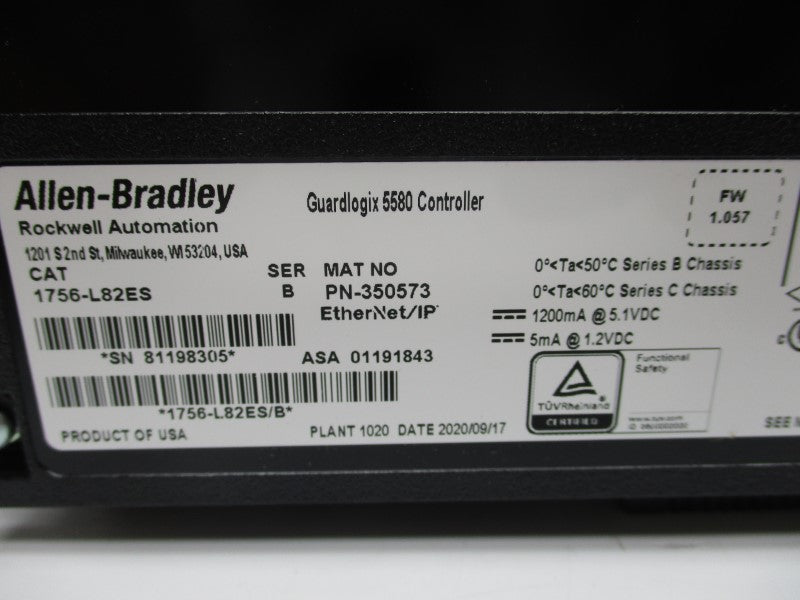 Allen-Bradley
Guardlogix 5580 Controller
FW
1.057
Rockwell Automation
1201 S 2nd St, Milwaukee, WI 53204, USA
CAT
SER
MAT NO
0°<Ta<50°C Series B Chassis
1756-L82ES
B
PN-350573
0°<Ta<60°C Series C Chassis
EtherNet/IP
1200mA @ 5.1VDC
*SN 81198305*
ASA 01191843
5mA @ 1.2VDC
Functional
Safety
TÜVRheinland
CERTIFIED
www.tuv.com
*1756-L82ES/B*
PRODUCT OF USA
PLANT 1020 DATE 2020/09/17
SEE